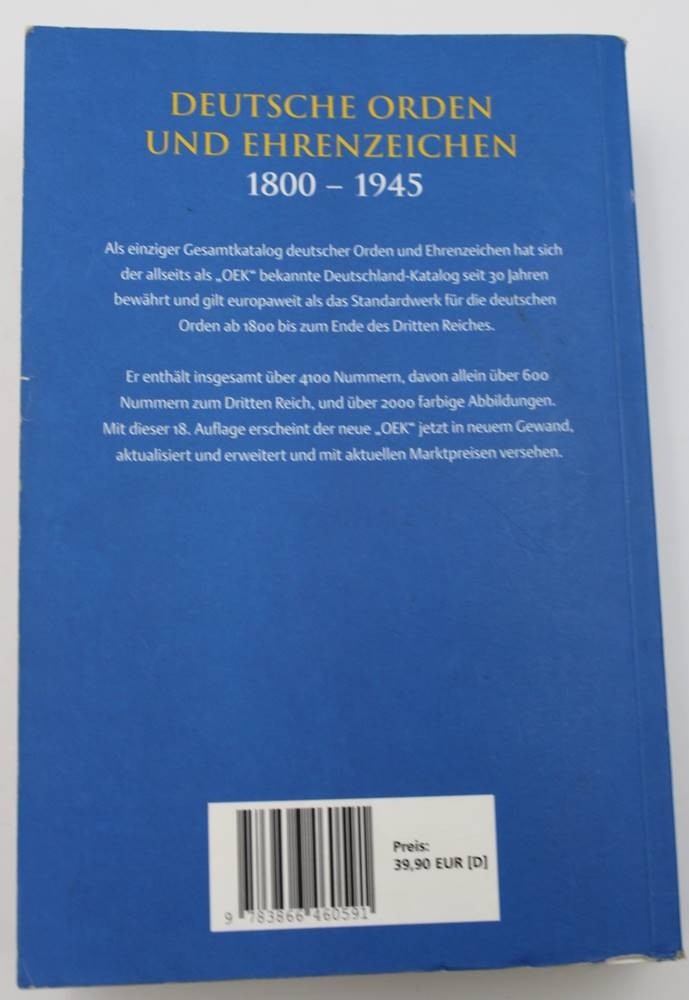 DEUTSCHE ORDEN
UND EHRENZEICHEN
1800 – 1945
Als einziger Gesamtkatalog deutscher Orden und Ehrenzeichen hat sich
der allseits als „OEK“ bekannte Deutschland-Katalog seit 30 Jahren
bewährt und gilt europaweit als das Standardwerk für die deutschen
Orden ab 1800 bis zum Ende des Dritten Reiches.
Er enthält insgesamt über 4100 Nummern, davon allein über 600
Nummern zum Dritten Reich, und über 2000 farbige Abbildungen.
Mit dieser 18. Auflage erscheint der neue „OEK“ jetzt in neuem Gewand,
aktualisiert und erweitert und mit aktuellen Marktpreisen versehen.
Preis:
39,90 EUR [D]
9 783866 460591